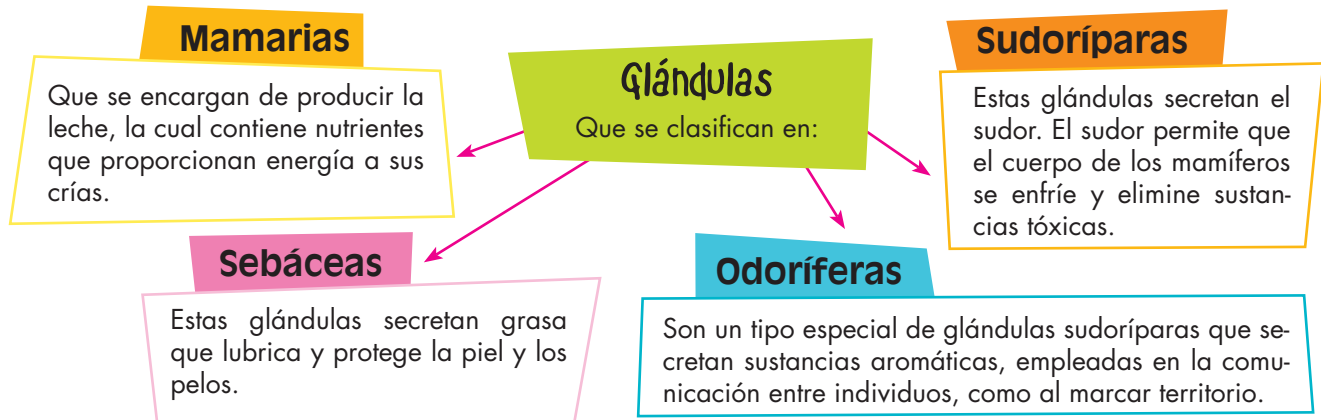 Glándulas
Que se clasifican en:
Mamarias
Que se encargan de producir la
leche, la cual contiene nutrientes
que proporcionan energía a sus
crías.
Sudoríparas
Estas glándulas secretan el
sudor. El sudor permite que
el cuerpo de los mamíferos
se enfríe y elimine sustan-
cias tóxicas.
Sebáceas
Estas glándulas secretan grasa
que lubrica y protege la piel y los
pelos.
Odoríferas
Son un tipo especial de glándulas sudoríparas que se-
cretan sustancias aromáticas, empleadas en la comu-
nicación entre individuos, como al marcar territorio.